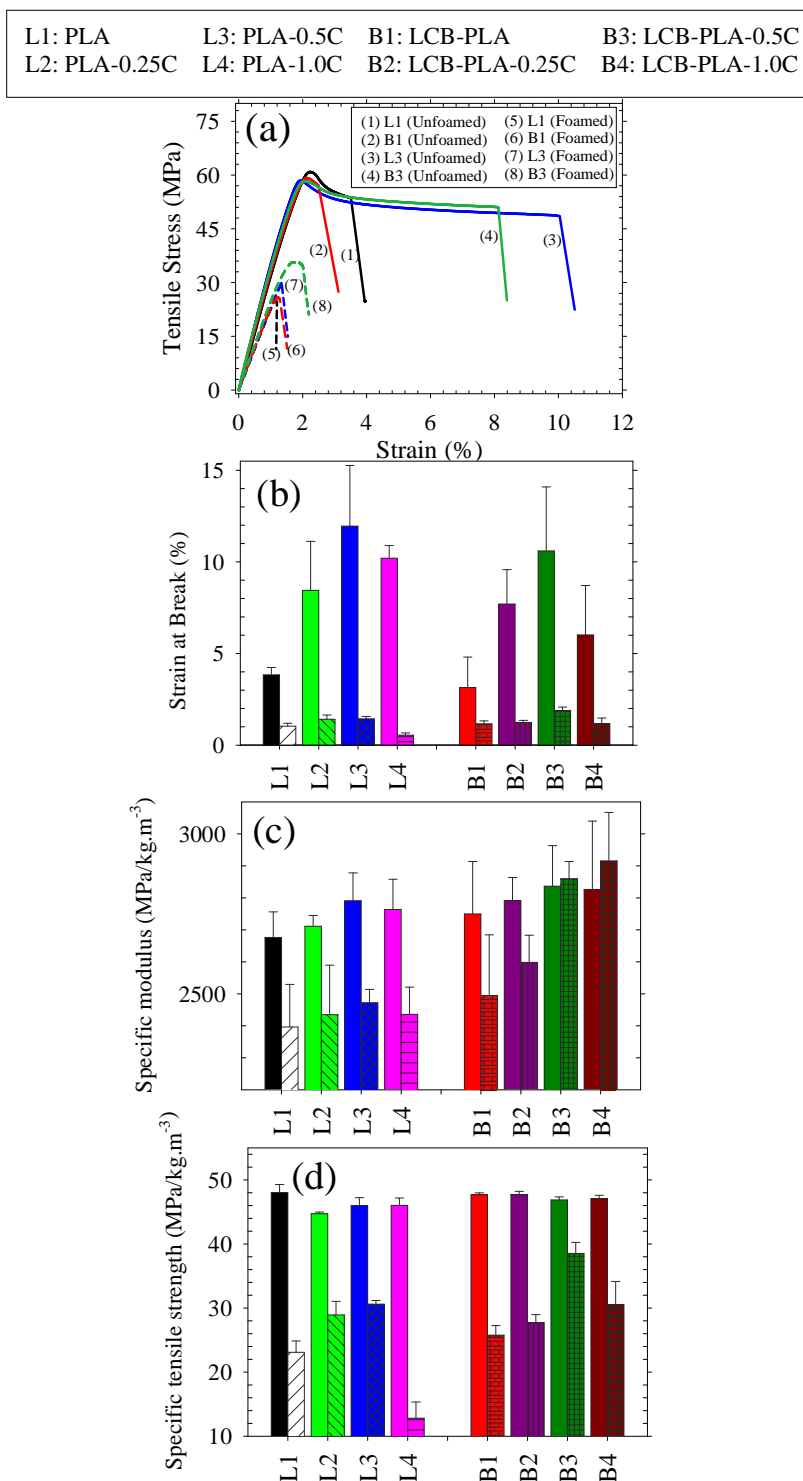 L1: PLA L3: PLA-0.5C B1: LCB-PLA B3: LCB-PLA-0.5C
L2: PLA-0.25C L4: PLA-1.0C B2: LCB-PLA-0.25C B4: LCB-PLA-1.0C
(a)
(1) L1 (Unfoamed) (5) L1 (Foamed)
(2) B1 (Unfoamed) (6) B1 (Foamed)
(3) L3 (Unfoamed) (7) L3 (Foamed)
(4) B3 (Unfoamed) (8) B3 (Foamed)
Tensile Stress (MPa)
75
60
45
30
15
0
(2) (1) (4) (3)
(7)
(8)
(5) (6)
0 2 4 6 8 10 12
Strain (%)
(b)
Strain at Break (%)
15
10
5
0
L1 L2 L3 L4 B1 B2 B3 B4
(c)
Specific modulus (MPa/kg.m-3)
3000
2500
L1 L2 L3 L4 B1 B2 B3 B4
(d)
Specific tensile strength (MPa/kg.m-3)
50
40
30
20
10
L1 L2 L3 L4 B1 B2 B3 B4